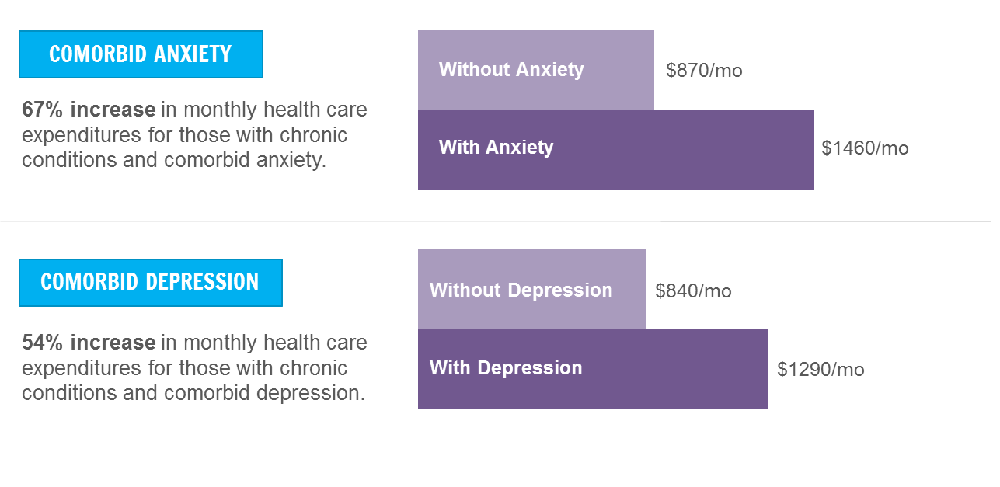 COMORBID ANXIETY
67% increase in monthly health care
expenditures for those with chronic
conditions and comorbid anxiety.
Without Anxiety
$870/mo
With Anxiety
$1460/mo
COMORBID DEPRESSION
54% increase in monthly health care
expenditures for those with chronic
conditions and comorbid depression.
Without Depression
$840/mo
With Depression
$1290/mo